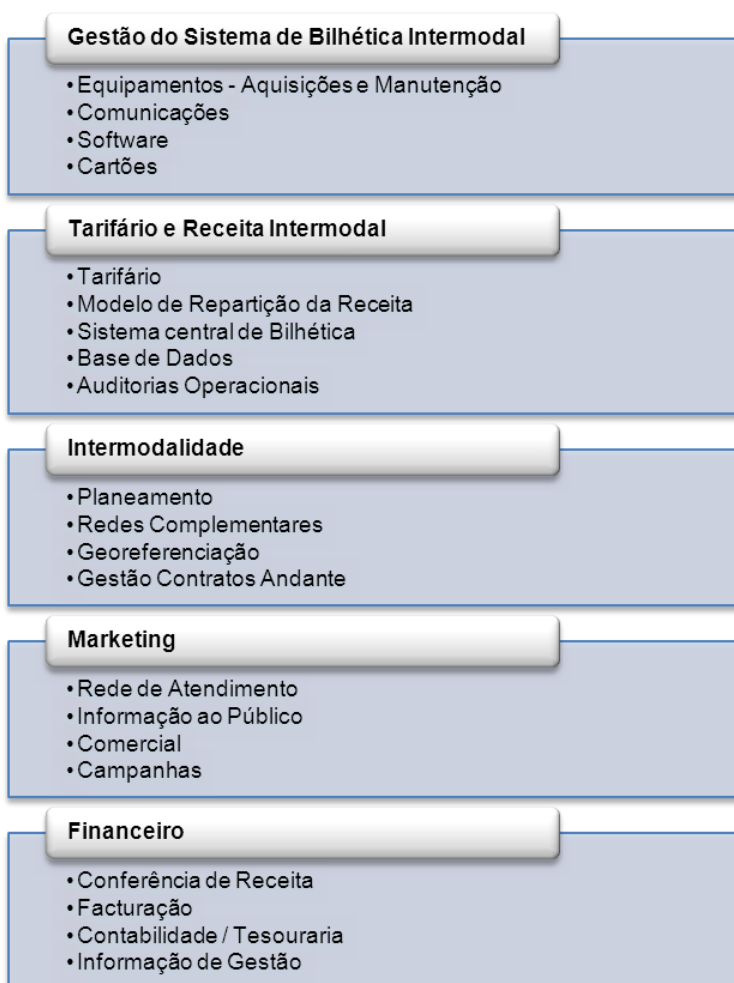 Gestão do Sistema de Bilhética Intermodal
• Equipamentos - Aquisições e Manutenção
• Comunicações
• Software
• Cartões
Tarifário e Receita Intermodal
• Tarifário
• Modelo de Repartição da Receita
• Sistema central de Bilhética
• Base de Dados
• Auditorias Operacionais
Intermodalidade
• Planeamento
• Redes Complementares
• Georeferenciação
• Gestão Contratos Andante
Marketing
• Rede de Atendimento
• Informação ao Público
• Comercial
• Campanhas
Financeiro
• Conferência de Receita
• Facturação
• Contabilidade / Tesouraria
• Informação de Gestão